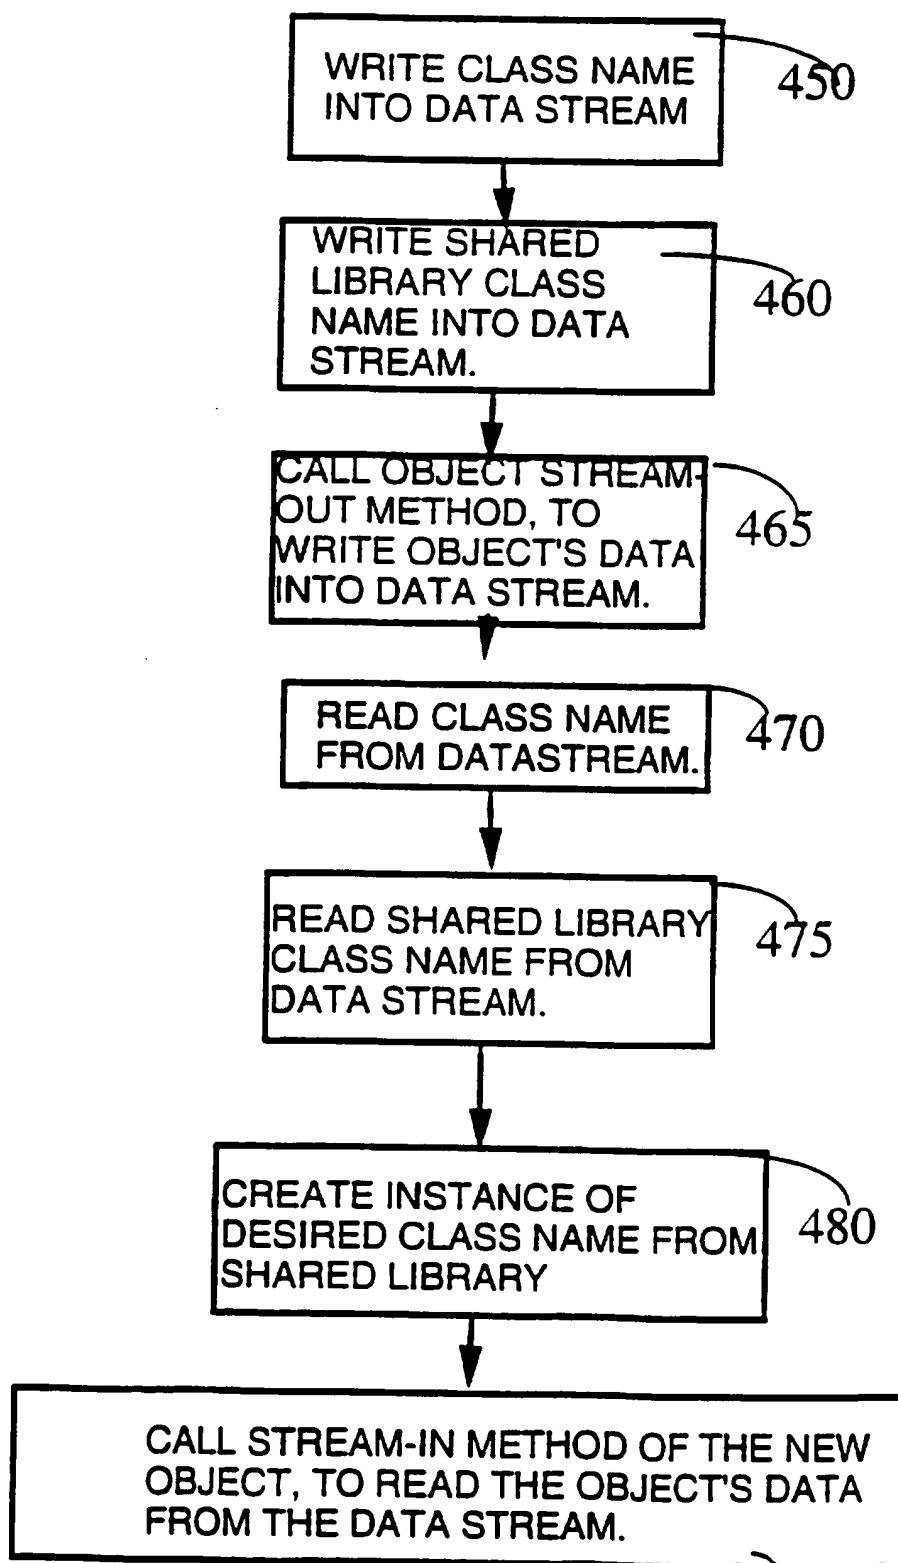 WRITE CLASS NAME
INTO DATA STREAM
450
WRITE SHARED
LIBRARY CLASS
NAME INTO DATA
STREAM.
460
CALL OBJECT STREAM-
OUT METHOD, TO
WRITE OBJECT'S DATA
INTO DATA STREAM.
465
READ CLASS NAME
FROM DATASTREAM.
470
READ SHARED LIBRARY
CLASS NAME FROM
DATA STREAM.
475
CREATE INSTANCE OF
DESIRED CLASS NAME FROM
SHARED LIBRARY
480
CALL STREAM-IN METHOD OF THE NEW
OBJECT, TO READ THE OBJECT'S DATA
FROM THE DATA STREAM.